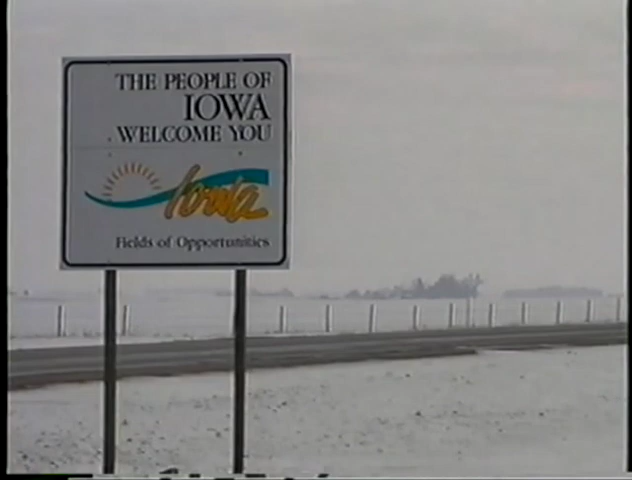 THE PEOPLE OF
IOWA
WELCOME YOU
Iowa
Fields of Opportunities